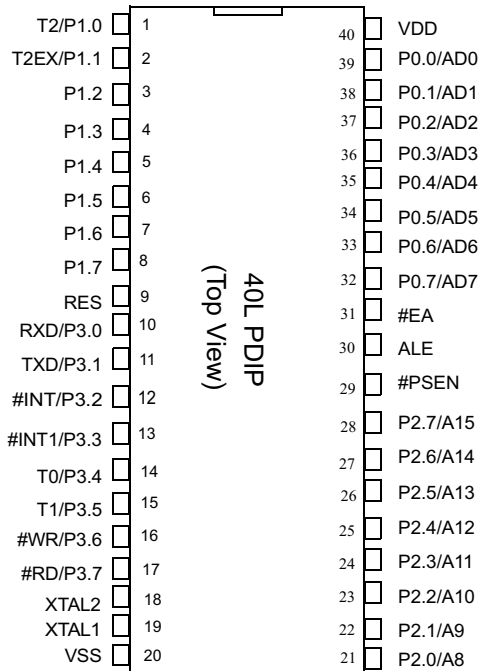 T2/P1.0 1
T2EX/P1.1 2
P1.2 3
P1.3 4
P1.4 5
P1.5 6
P1.6 7
P1.7 8
RES 9
RXD/P3.0 10
TXD/P3.1 11
#INT/P3.2 12
#INT1/P3.3 13
T0/P3.4 14
T1/P3.5 15
#WR/P3.6 16
#RD/P3.7 17
XTAL2 18
XTAL1 19
VSS 20
40L PDIP
(Top View)
40 VDD
39 P0.0/AD0
38 P0.1/AD1
37 P0.2/AD2
36 P0.3/AD3
35 P0.4/AD4
34 P0.5/AD5
33 P0.6/AD6
32 P0.7/AD7
31 #EA
30 ALE
29 #PSEN
28 P2.7/A15
27 P2.6/A14
26 P2.5/A13
25 P2.4/A12
24 P2.3/A11
23 P2.2/A10
22 P2.1/A9
21 P2.0/A8